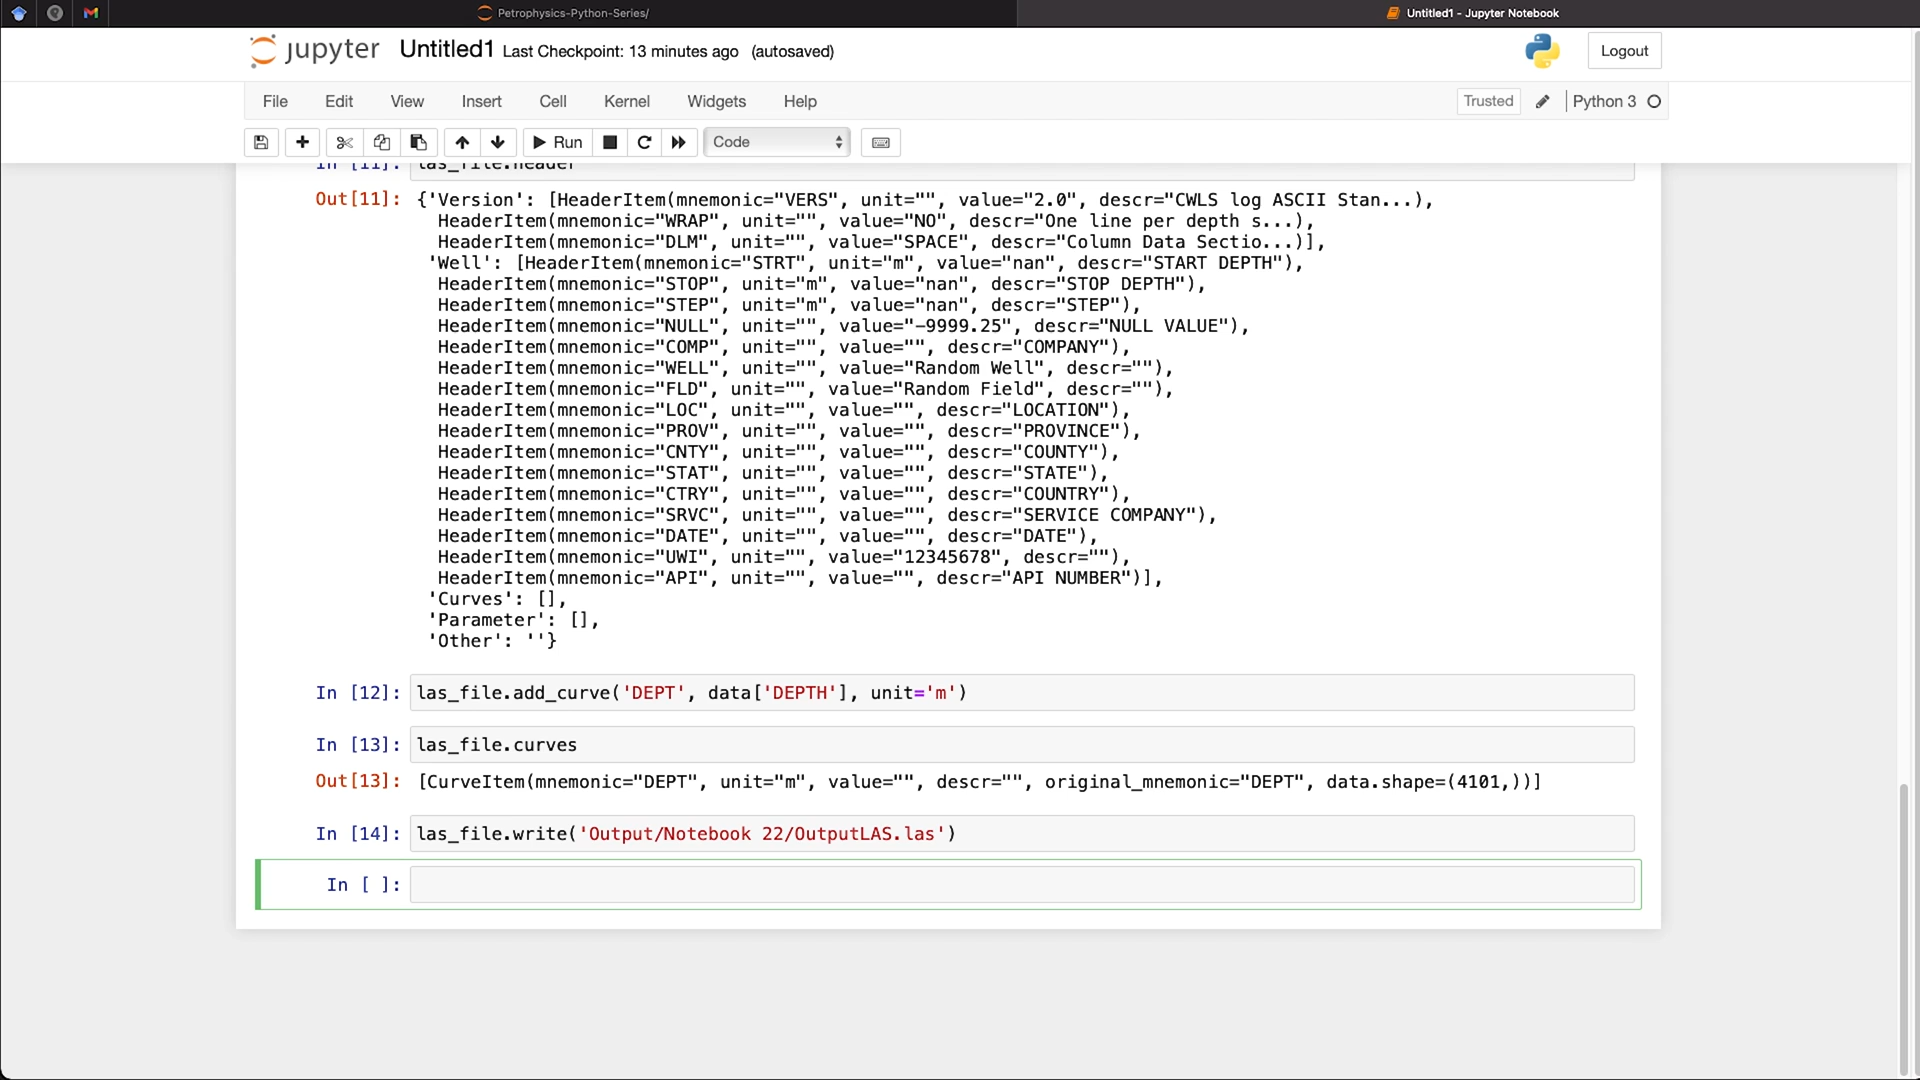 Petrophysics-Python-Series/
Untitled1 - Jupyter Notebook
jupyter Untitled1 Last Checkpoint: 13 minutes ago (autosaved)
Logout
File Edit View Insert Cell Kernel Widgets Help
Trusted Python 3
Run Code
In [11]: las_file.header
Out[11]: {'Version': [HeaderItem(mnemonic="VERS", unit="", value="2.0", descr="CWLS log ASCII Stan...),
HeaderItem(mnemonic="WRAP", unit="", value="NO", descr="One line per depth s...),
HeaderItem(mnemonic="DLM", unit="", value="SPACE", descr="Column Data Sectio...)],
'Well': [HeaderItem(mnemonic="STRT", unit="m", value="nan", descr="START DEPTH"),
HeaderItem(mnemonic="STOP", unit="m", value="nan", descr="STOP DEPTH"),
HeaderItem(mnemonic="STEP", unit="m", value="nan", descr="STEP"),
HeaderItem(mnemonic="NULL", unit="", value="-9999.25", descr="NULL VALUE"),
HeaderItem(mnemonic="COMP", unit="", value="", descr="COMPANY"),
HeaderItem(mnemonic="WELL", unit="", value="Random Well", descr=""),
HeaderItem(mnemonic="FLD", unit="", value="Random Field", descr=""),
HeaderItem(mnemonic="LOC", unit="", value="", descr="LOCATION"),
HeaderItem(mnemonic="PROV", unit="", value="", descr="PROVINCE"),
HeaderItem(mnemonic="CNTY", unit="", value="", descr="COUNTY"),
HeaderItem(mnemonic="STAT", unit="", value="", descr="STATE"),
HeaderItem(mnemonic="CTRY", unit="", value="", descr="COUNTRY"),
HeaderItem(mnemonic="SRVC", unit="", value="", descr="SERVICE COMPANY"),
HeaderItem(mnemonic="DATE", unit="", value="", descr="DATE"),
HeaderItem(mnemonic="UWI", unit="", value="12345678", descr=""),
HeaderItem(mnemonic="API", unit="", value="", descr="API NUMBER")],
'Curves': [],
'Parameter': [],
'Other': ''}
In [12]: las_file.add_curve('DEPT', data['DEPTH'], unit='m')
In [13]: las_file.curves
Out[13]: [CurveItem(mnemonic="DEPT", unit="m", value="", descr="", original_mnemonic="DEPT", data.shape=(4101,))]
In [14]: las_file.write('Output/Notebook 22/OutputLAS.las')
In [ ]: